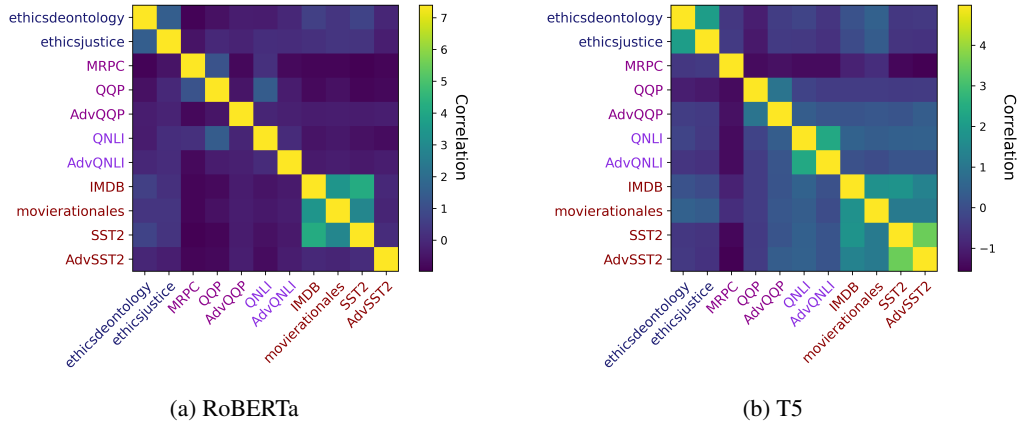 ethicsdeontology
ethicsjustice
MRPC
QQP
AdvQQP
QNLI
AdvQNLI
IMDB
movierationales
SST2
AdvSST2
ethicsdeontology
ethicsjustice
MRPC
QQP
AdvQQP
QNLI
AdvQNLI
IMDB
movierationales
SST2
AdvSST2
7
6
5
4
3
2
1
0
Correlation
(a) RoBERTa
ethicsdeontology
ethicsjustice
MRPC
QQP
AdvQQP
QNLI
AdvQNLI
IMDB
movierationales
SST2
AdvSST2
ethicsdeontology
ethicsjustice
MRPC
QQP
AdvQQP
QNLI
AdvQNLI
IMDB
movierationales
SST2
AdvSST2
4
3
2
1
0
−1
Correlation
(b) T5